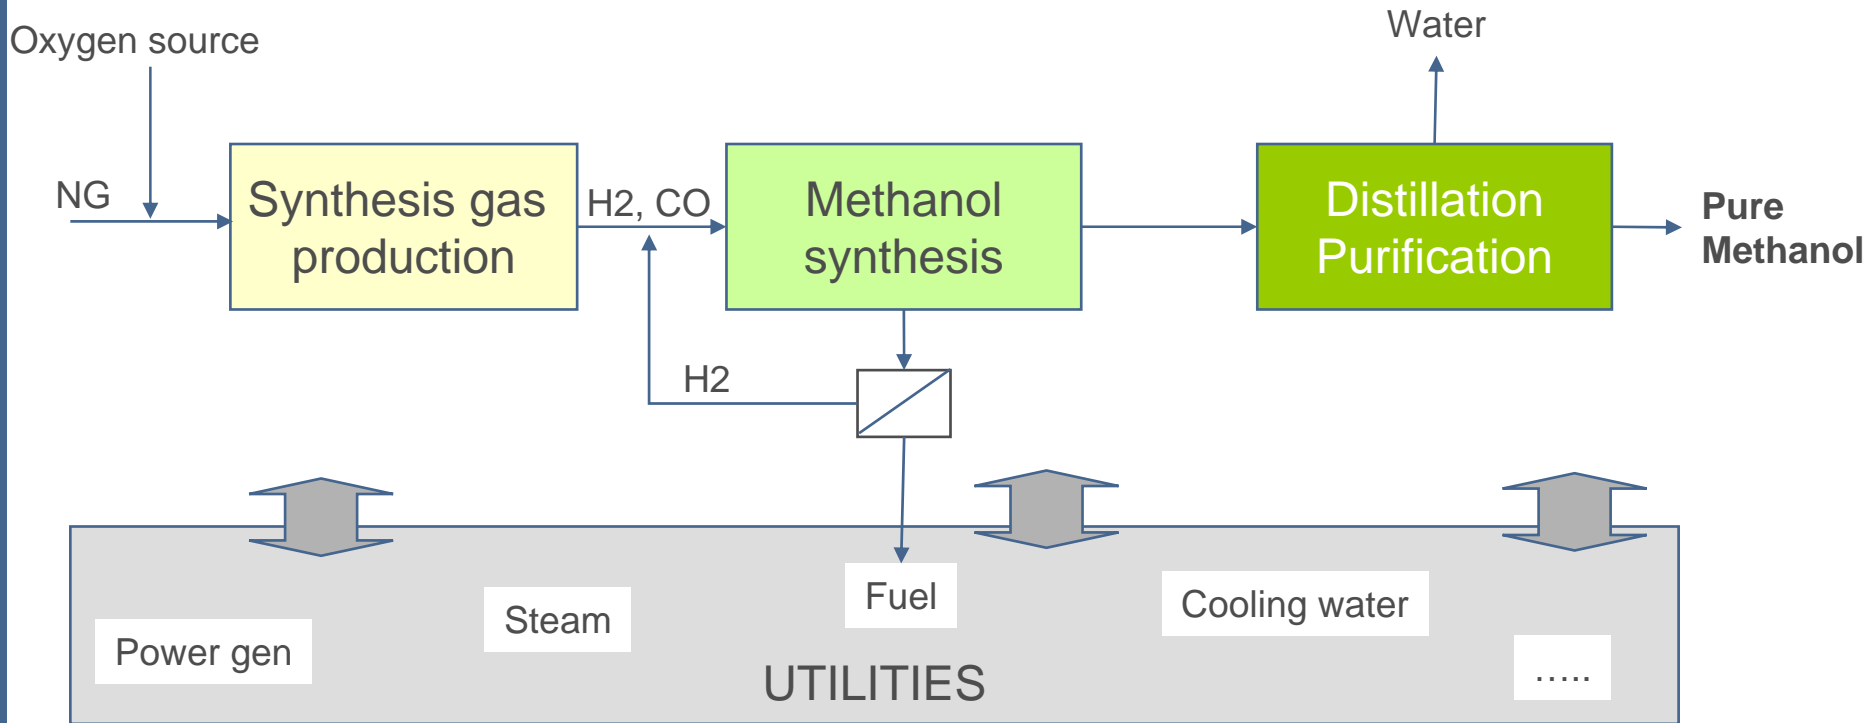 Oxygen source
Water
NG
Synthesis gas
production
H2, CO
Methanol
synthesis
Distillation
Purification
Pure
Methanol
H2
Fuel
Cooling water
Steam
Power gen
…..
UTILITIES